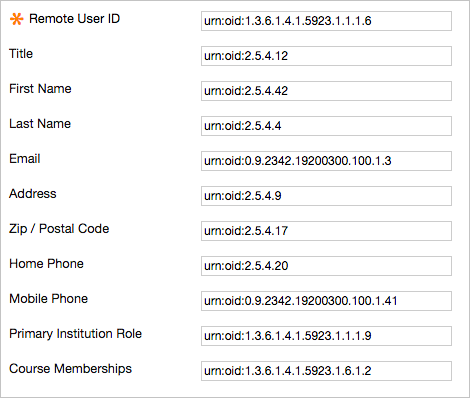 Remote User ID urn:oid:1.3.6.1.4.1.5923.1.1.1.6
Title urn:oid:2.5.4.12
First Name urn:oid:2.5.4.42
Last Name urn:oid:2.5.4.4
Email urn:oid:0.9.2342.19200300.100.1.3
Address urn:oid:2.5.4.9
Zip / Postal Code urn:oid:2.5.4.17
Home Phone urn:oid:2.5.4.20
Mobile Phone urn:oid:0.9.2342.19200300.100.1.41
Primary Institution Role urn:oid:1.3.6.1.4.1.5923.1.1.1.9
Course Memberships urn:oid:1.3.6.1.4.1.5923.1.6.1.2